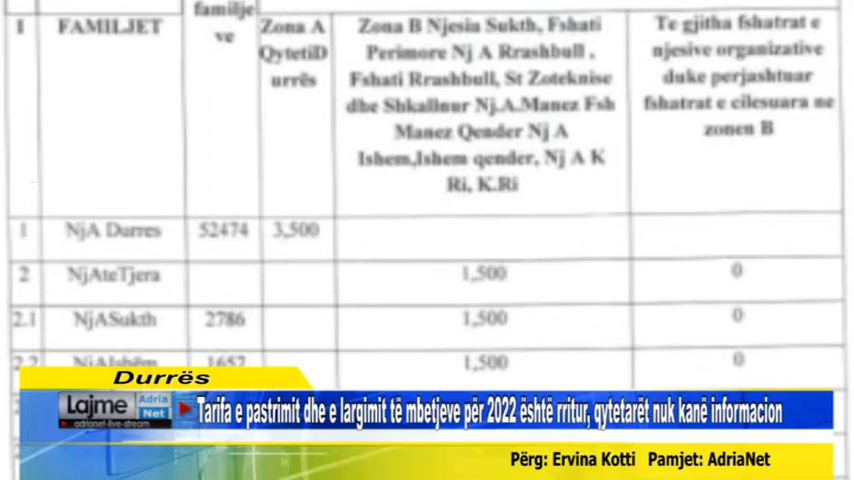 familje
ve
I
FAMILJET
Zona A
QytetiD
urrës
Zona B Njesia Sukth, Fshati
Perimore Nj A Rrashbull ,
Fshati Rrashbull, St Zoteknise
dhe Shkallnur Nj.A.Manez Fsh
Manez Qender Nj A
Ishem,Ishem qender, Nj A K
Ri, K.Ri
Te gjitha fshatrat e
njesive organizative
duke perjashtuar
fshatrat e cilesuara ne
zonen B
1 NjA Durres 52474 3,500
2 NjAteTjera 1,500 0
2.1 NjASukth 2786 1,500 0
2.2 NjAIshëm 1657 1,500 0
Durrës
Lajme Adria Net
adrianet-live-stream
Tarifa e pastrimit dhe e largimit të mbetjeve për 2022 është rritur, qytetarët nuk kanë informacion
Përg: Ervina Kotti Pamjet: AdriaNet